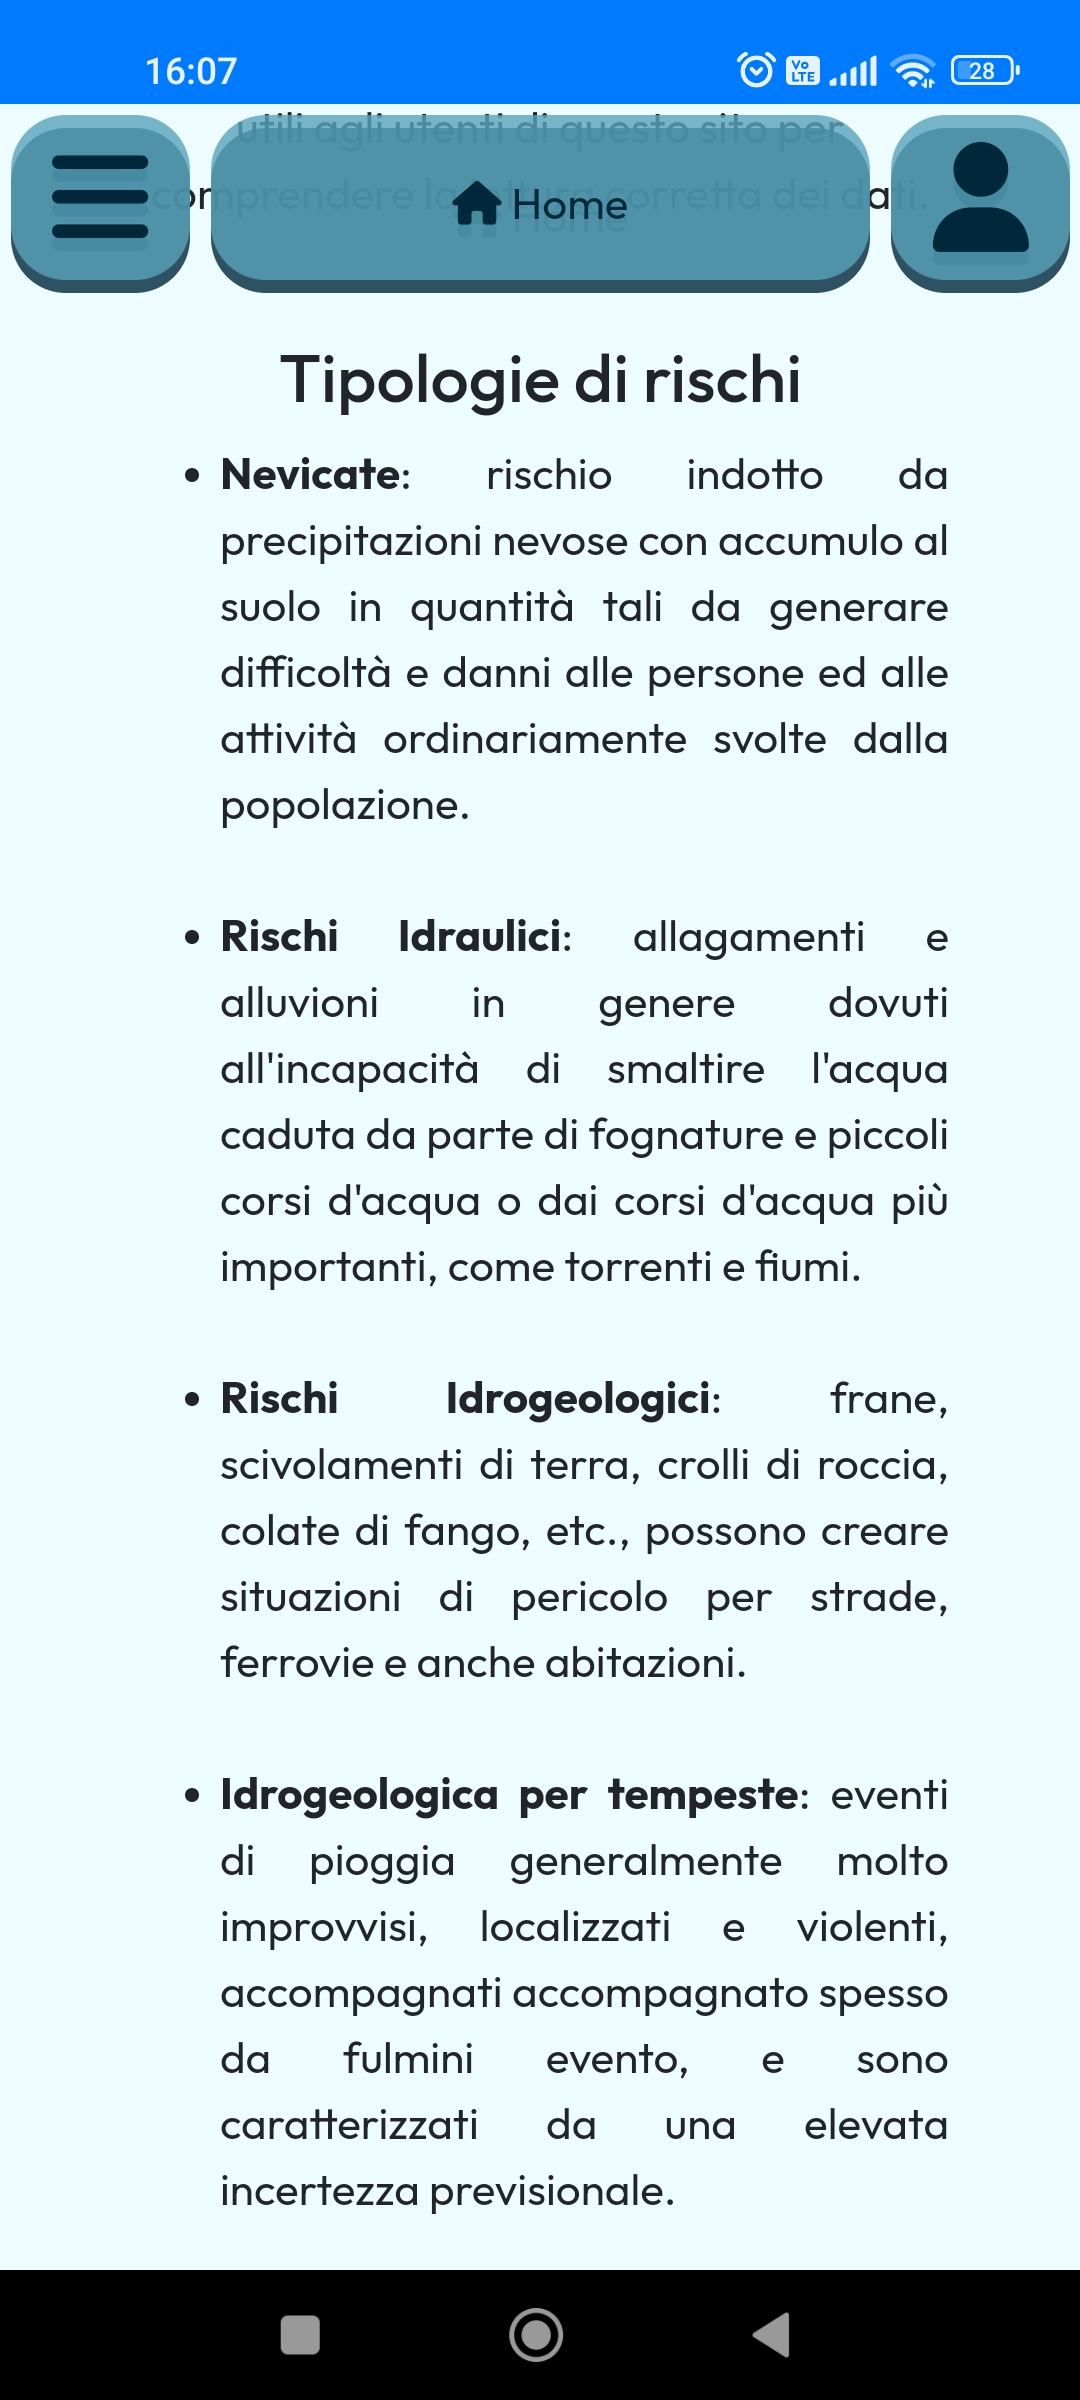 16:07
Vo LTE
28
utili agli utenti di questo sito per
comprendere la lettura corretta dei dati.
Home
Tipologie di rischi
• Nevicate: rischio indotto da
precipitazioni nevose con accumulo al
suolo in quantità tali da generare
difficoltà e danni alle persone ed alle
attività ordinariamente svolte dalla
popolazione.
• Rischi Idraulici: allagamenti e
alluvioni in genere dovuti
all'incapacità di smaltire l'acqua
caduta da parte di fognature e piccoli
corsi d'acqua o dai corsi d'acqua più
importanti, come torrenti e fiumi.
• Rischi Idrogeologici: frane,
scivolamenti di terra, crolli di roccia,
colate di fango, etc., possono creare
situazioni di pericolo per strade,
ferrovie e anche abitazioni.
• Idrogeologica per tempeste: eventi
di pioggia generalmente molto
improvvisi, localizzati e violenti,
accompagnati accompagnato spesso
da fulmini evento, e sono
caratterizzati da una elevata
incertezza previsionale.